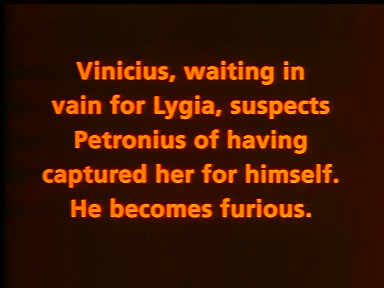 Vinicius, waiting in
vain for Lygia, suspects
Petronius of having
captured her for himself.
He becomes furious.